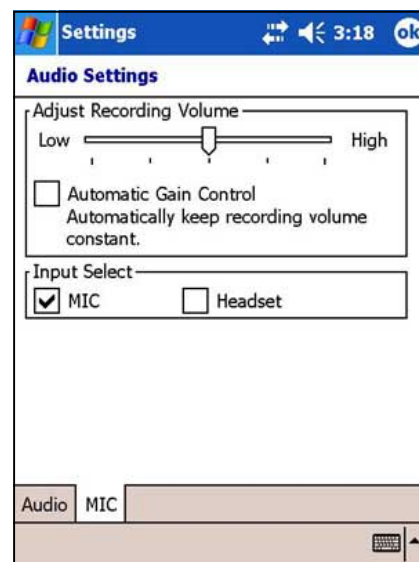 Settings 3:18 ok
Audio Settings
Adjust Recording Volume
Low High
Automatic Gain Control
Automatically keep recording volume
constant.
Input Select
MIC Headset
Audio MIC